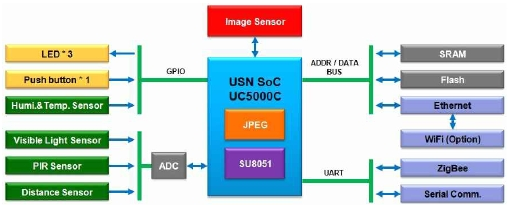 Image Sensor
LED * 3
Push button * 1
Humi.& Temp. Sensor
Visible Light Sensor
PIR Sensor
Distance Sensor
GPIO
ADC
USN SoC
UC5000C
JPEG
SU8051
ADDR / DATA
BUS
UART
SRAM
Flash
Ethernet
WiFi (Option)
ZigBee
Serial Comm.